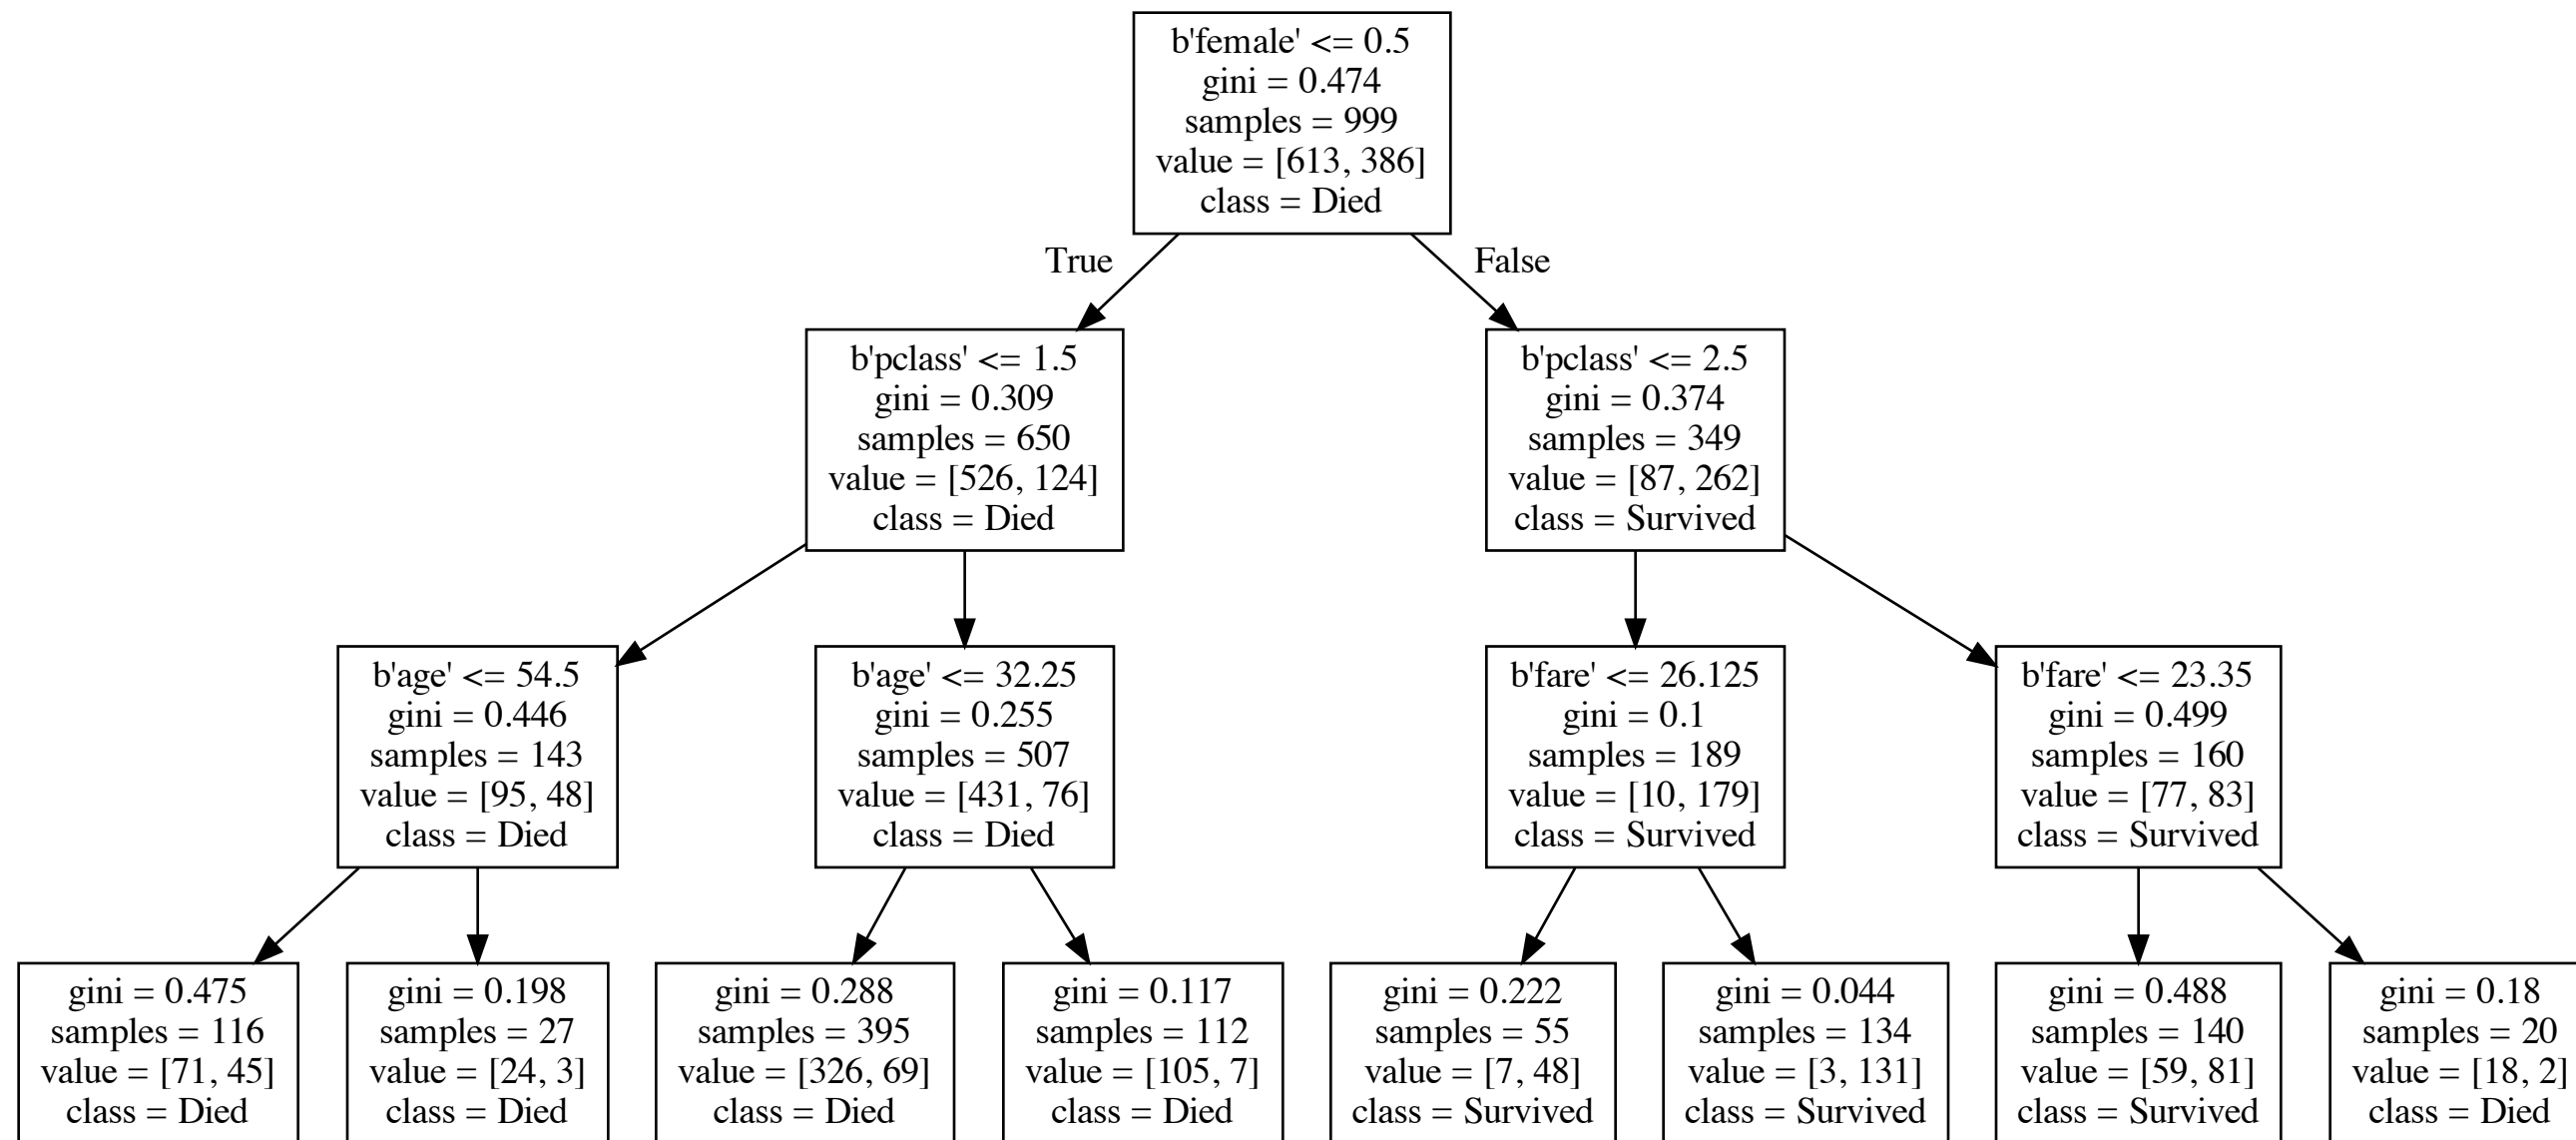 b'female' <= 0.5
gini = 0.474
samples = 999
value = [613, 386]
class = Died
True
False
b'pclass' <= 1.5
gini = 0.309
samples = 650
value = [526, 124]
class = Died
b'pclass' <= 2.5
gini = 0.374
samples = 349
value = [87, 262]
class = Survived
b'age' <= 54.5
gini = 0.446
samples = 143
value = [95, 48]
class = Died
b'age' <= 32.25
gini = 0.255
samples = 507
value = [431, 76]
class = Died
b'fare' <= 26.125
gini = 0.1
samples = 189
value = [10, 179]
class = Survived
b'fare' <= 23.35
gini = 0.499
samples = 160
value = [77, 83]
class = Survived
gini = 0.475
samples = 116
value = [71, 45]
class = Died
gini = 0.198
samples = 27
value = [24, 3]
class = Died
gini = 0.288
samples = 395
value = [326, 69]
class = Died
gini = 0.117
samples = 112
value = [105, 7]
class = Died
gini = 0.222
samples = 55
value = [7, 48]
class = Survived
gini = 0.044
samples = 134
value = [3, 131]
class = Survived
gini = 0.488
samples = 140
value = [59, 81]
class = Survived
gini = 0.18
samples = 20
value = [18, 2]
class = Died